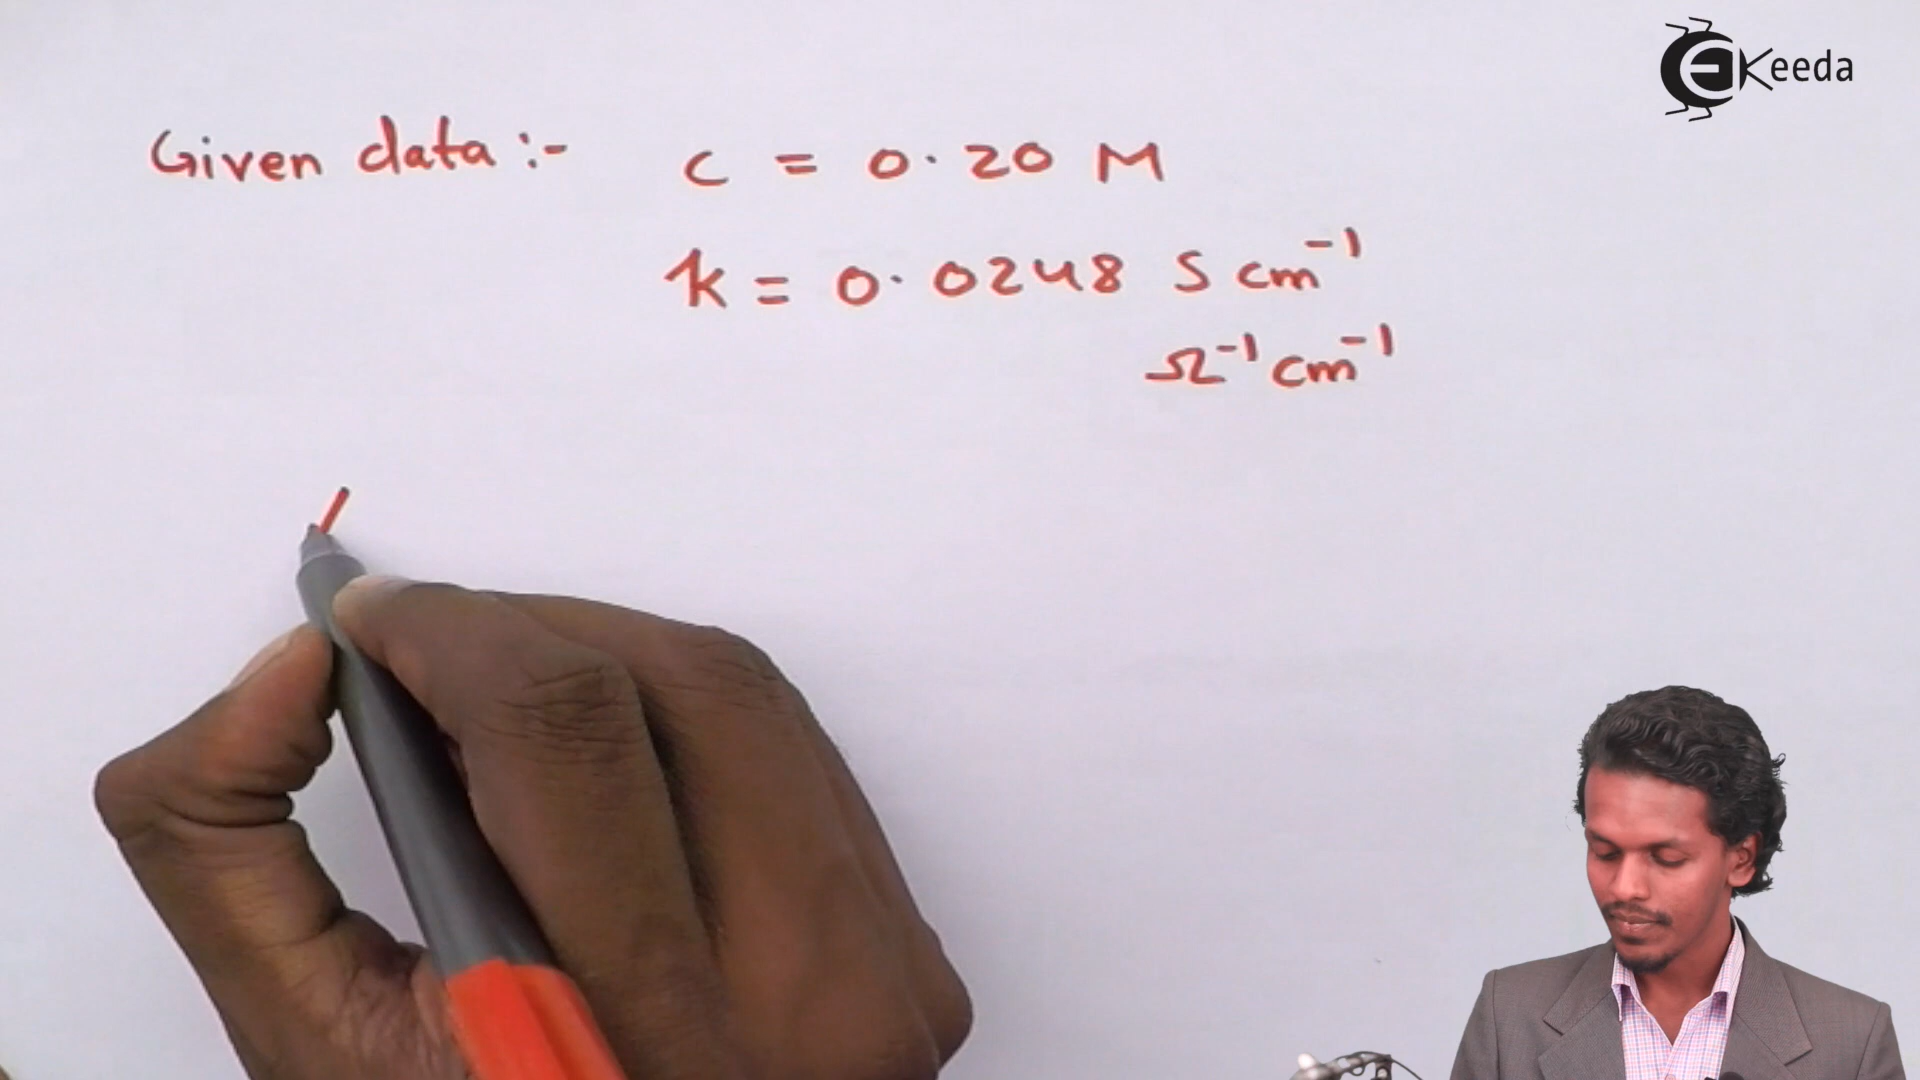 EKeeda
Given data :- c = 0.20 M
k = 0.0248 S cm⁻¹
Ω⁻¹ cm⁻¹